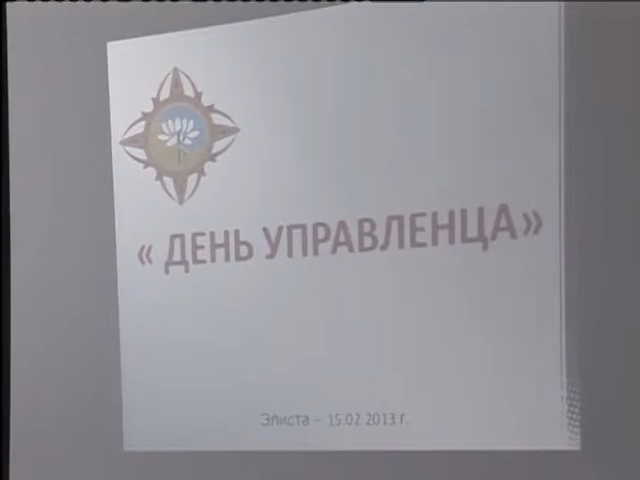 « ДЕНЬ УПРАВЛЕНЦА»
Элиста – 15.02.2013 г.